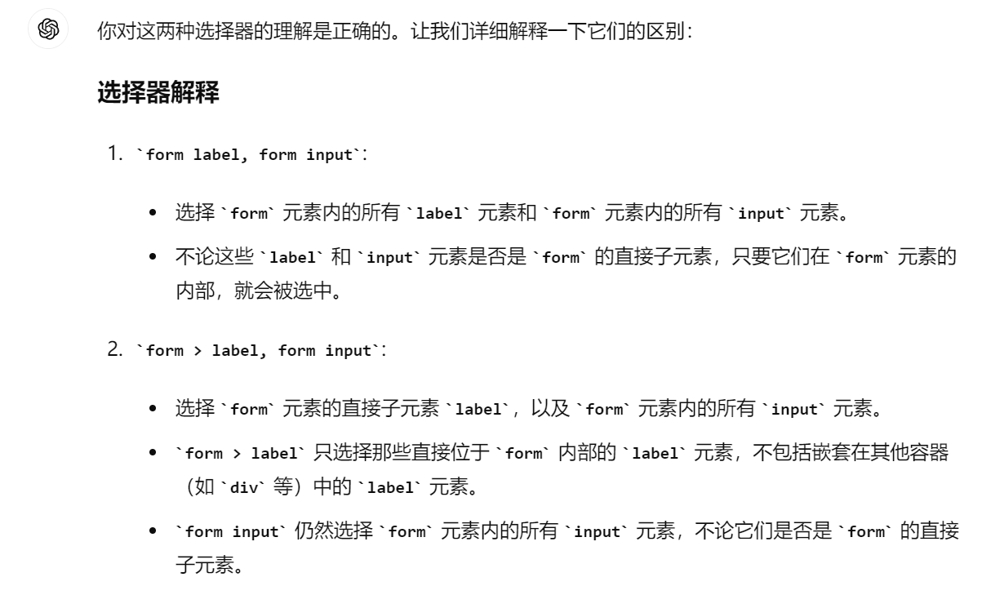 你对这两种选择器的理解是正确的。让我们详细解释一下它们的区别：
选择器解释
1. `form label, form input`：
• 选择 `form` 元素内的所有 `label` 元素和 `form` 元素内的所有 `input` 元素。
• 不论这些 `label` 和 `input` 元素是否是 `form` 的直接子元素，只要它们在 `form` 元素的
内部，就会被选中。
2. `form > label, form input`：
• 选择 `form` 元素的直接子元素 `label`，以及 `form` 元素内的所有 `input` 元素。
• `form > label` 只选择那些直接位于 `form` 内部的 `label` 元素，不包括嵌套在其他容器
（如 `div` 等）中的 `label` 元素。
• `form input` 仍然选择 `form` 元素内的所有 `input` 元素，不论它们是否是 `form` 的直接
子元素。